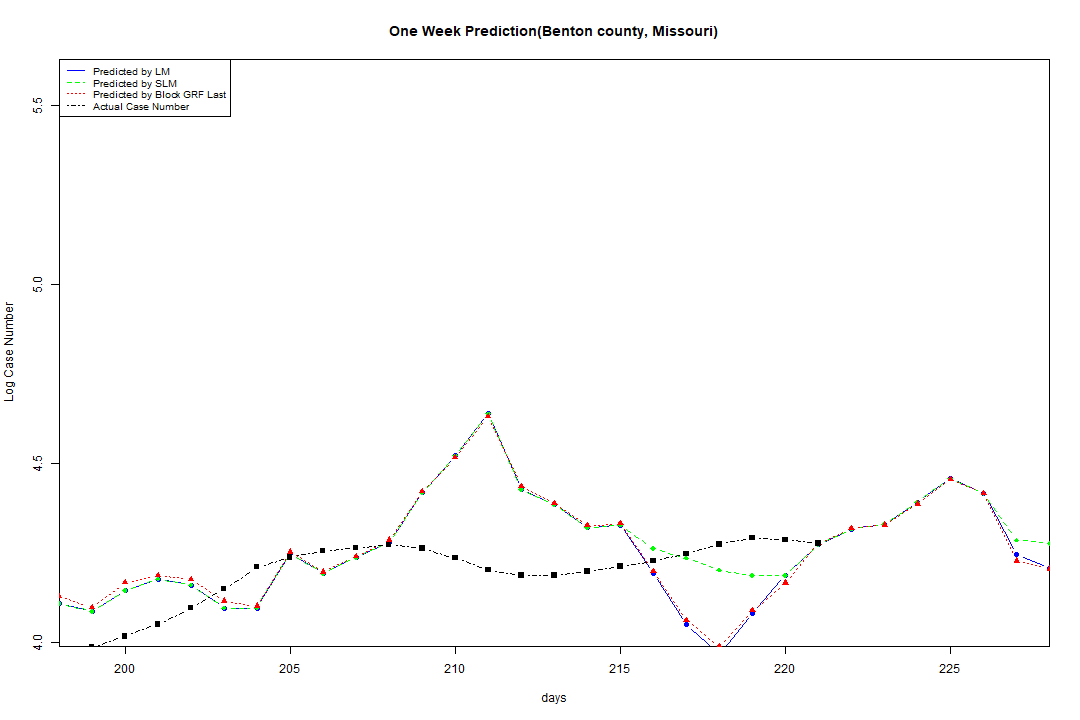 One Week Prediction(Benton county, Missouri)
Predicted by LM
Predicted by SLM
Predicted by Block GRF Last
Actual Case Number
5.5
5.0
4.5
4.0
Log Case Number
200 205 210 215 220 225
days